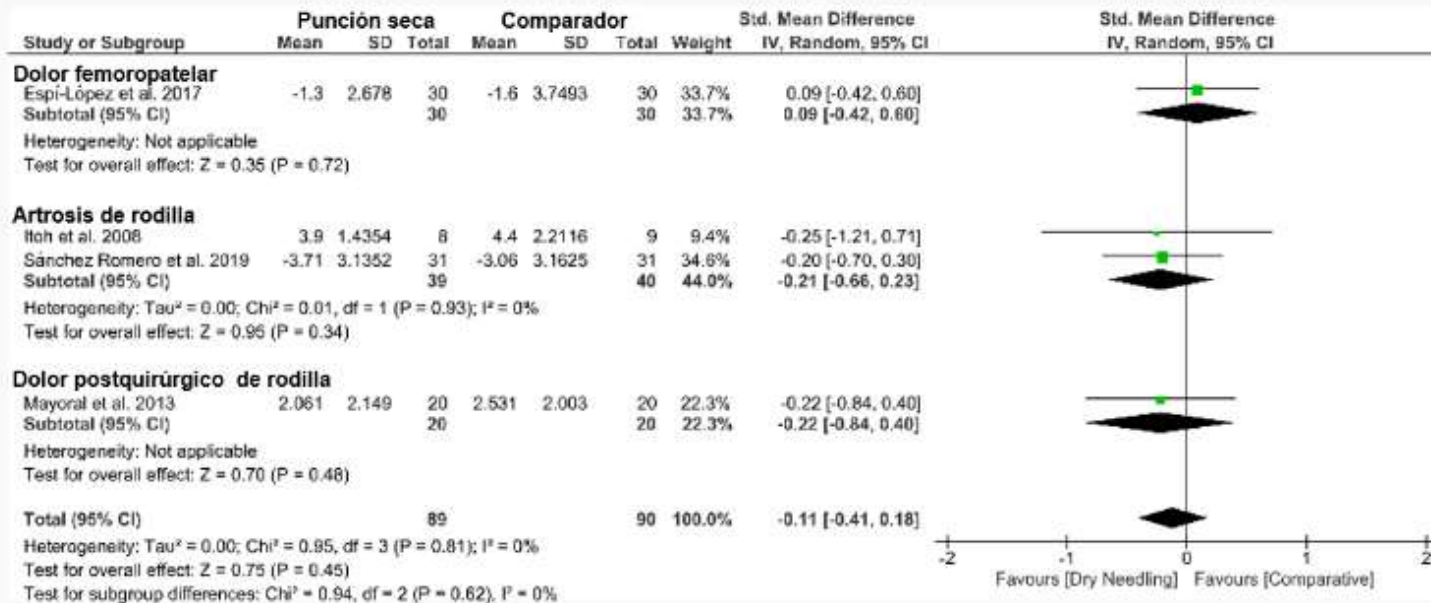 Punción seca Comparador Std. Mean Difference Std. Mean Difference
Study or Subgroup Mean SD Total Mean SD Total Weight IV, Random, 95% CI IV, Random, 95% CI
Dolor femoropatelar
Espí-López et al. 2017 -1.3 2.678 30 -1.6 3.7493 30 33.7% 0.09 [-0.42, 0.60]
Subtotal (95% CI) 30 30 33.7% 0.09 [-0.42, 0.60]
Heterogeneity: Not applicable
Test for overall effect: Z = 0.35 (P = 0.72)
Artrosis de rodilla
Itoh et al. 2008 3.9 1.4354 8 4.4 2.2116 9 9.4% -0.25 [-1.21, 0.71]
Sánchez Romero et al. 2019 -3.71 3.1352 31 -3.06 3.1625 31 34.6% -0.20 [-0.70, 0.30]
Subtotal (95% CI) 39 40 44.0% -0.21 [-0.66, 0.23]
Heterogeneity: Tau² = 0.00; Chi² = 0.01, df = 1 (P = 0.93); I² = 0%
Test for overall effect: Z = 0.95 (P = 0.34)
Dolor postquirúrgico de rodilla
Mayoral et al. 2013 2.061 2.149 20 2.531 2.003 20 22.3% -0.22 [-0.84, 0.40]
Subtotal (95% CI) 20 20 22.3% -0.22 [-0.84, 0.40]
Heterogeneity: Not applicable
Test for overall effect: Z = 0.70 (P = 0.48)
Total (95% CI) 89 90 100.0% -0.11 [-0.41, 0.18]
Heterogeneity: Tau² = 0.00; Chi² = 0.95, df = 3 (P = 0.81); I² = 0%
Test for overall effect: Z = 0.75 (P = 0.45)
Test for subgroup differences: Chi² = 0.94, df = 2 (P = 0.62), I² = 0%
-2 -1 0 1 2
Favours [Dry Needling] Favours [Comparative]